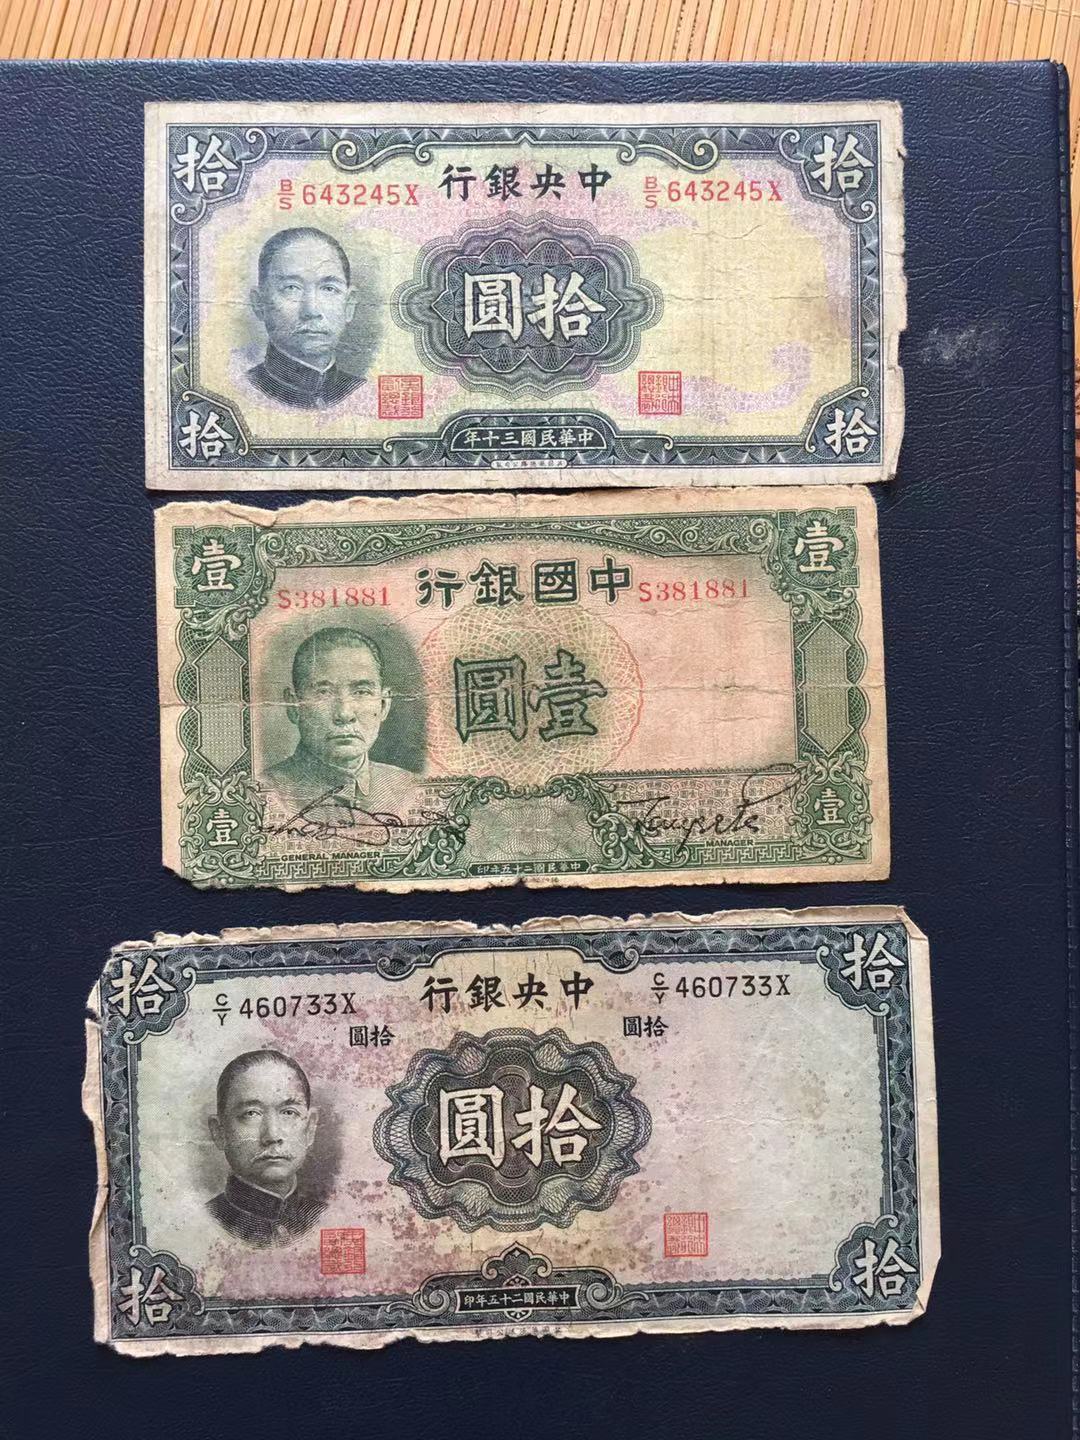 拾 拾
B/S 643245X 中央銀行 B/S 643245X
拾圓
中華民國三十年
拾 拾
壹 壹
S381881 中國銀行 S381881
壹圓
壹 壹
GENERAL MANAGER MANAGER
中華民國二十五年印
拾 拾
C/Y 460733X 中央銀行 C/Y 460733X
拾圓 拾圓
拾圓
中華民國二十五年印
拾 拾